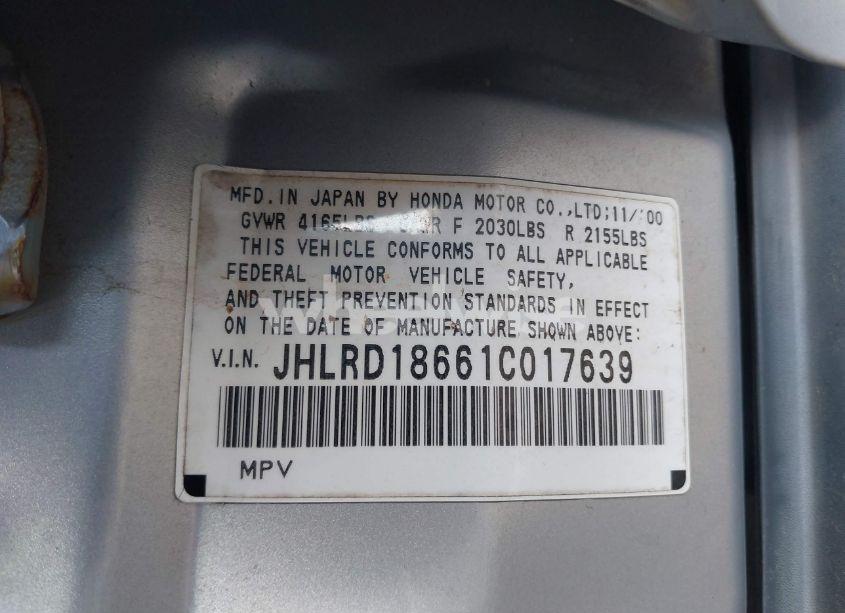 MFD. IN JAPAN BY HONDA MOTOR CO.,LTD; 11/'00
GVWR 4165LBS F 2030LBS R 2155LBS
THIS VEHICLE CONFORMS TO ALL APPLICABLE
FEDERAL MOTOR VEHICLE SAFETY,
AND THEFT PREVENTION STANDARDS IN EFFECT
ON THE DATE OF MANUFACTURE SHOWN ABOVE:
V.I.N. JHLRD18661C017639
MPV